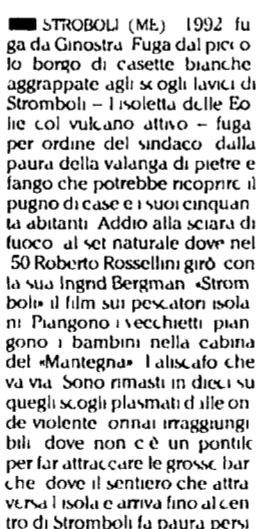 STROBOLI (ME) 1992 fu
ga da Ginostra Fuga dal picco
lo borgo di casette bianche
aggrappate agli scogli lavici di
Stromboli – l isoletta delle Eo
lie col vulcano attivo – fuga
per ordine del sindaco dalla
paura della valanga di pietre e
fango che potrebbe ricoprire il
pugno di case e i suoi cinquan
ta abitanti Addio alla sciara di
fuoco al set naturale dove nel
50 Roberto Rossellini girò con
la sua Ingrid Bergman «Strom
boli» il film sui pescatori isola
ni Piangono i vecchietti pian
gono i bambini nella cabina
del «Mantegna» l aliscafo che
va via Sono rimasti in dieci su
quegli scogli plasmati dalle on
de violente ormai irraggiungi
bili dove non c è un pontile
per far attraccare le grosse bar
che dove il sentiero che attra
versa l isola e arriva fino al cen
tro di Stromboli fa paura persi